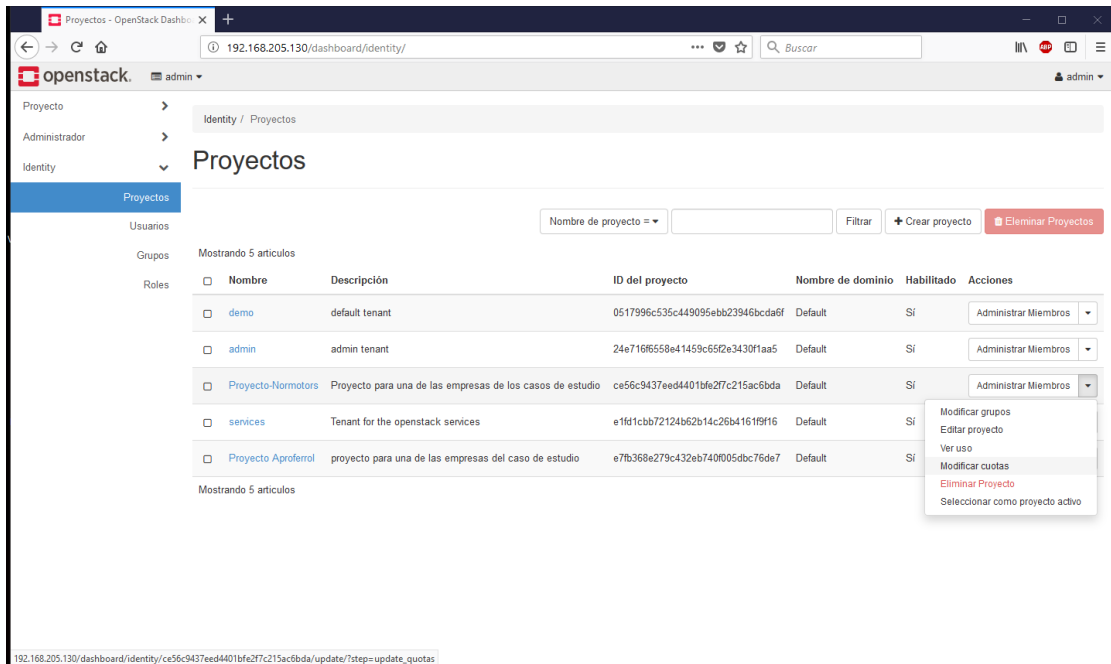 Proyectos - OpenStack Dashbo
192.168.205.130/dashboard/identity/
Buscar
ABP
openstack.
admin
admin
Proyecto
Administrador
Identity
Proyectos
Usuarios
Grupos
Roles
Identity / Proyectos
Proyectos
Nombre de proyecto =
Filtrar
Crear proyecto
Eleminar Proyectos
Mostrando 5 articulos
Nombre Descripción ID del proyecto Nombre de dominio Habilitado Acciones
demo default tenant 0517996c535c449095ebb23946bcda6f Default Sí Administrar Miembros
admin admin tenant 24e716f6558e41459c65f2e3430f1aa5 Default Sí Administrar Miembros
Proyecto-Normotors Proyecto para una de las empresas de los casos de estudio ce56c9437eed4401bfe2f7c215ac6bda Default Sí Administrar Miembros
services Tenant for the openstack services e1fd1cbb72124b62b14c26b4161f9f16 Default Sí
Proyecto Aproferrol proyecto para una de las empresas del caso de estudio e7fb368e279c432eb740f005dbc76de7 Default Sí
Modificar grupos
Editar proyecto
Ver uso
Modificar cuotas
Eliminar Proyecto
Seleccionar como proyecto activo
Mostrando 5 articulos
192.168.205.130/dashboard/identity/ce56c9437eed4401bfe2f7c215ac6bda/update/?step=update_quotas